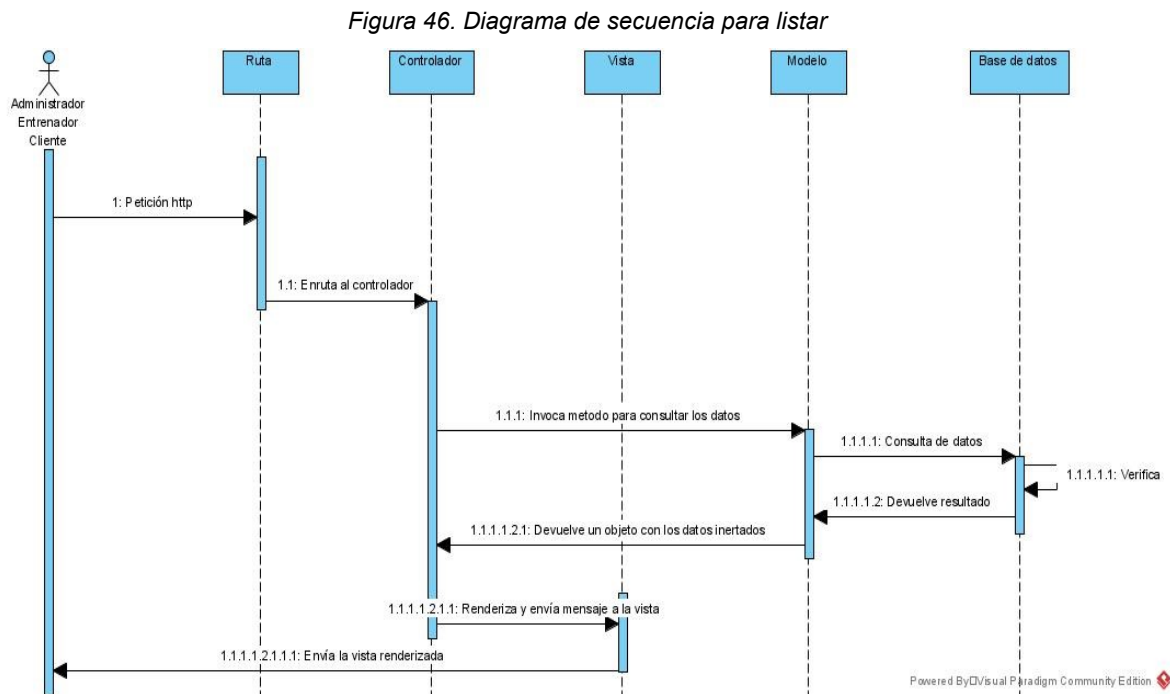 Figura 46. Diagrama de secuencia para listar
Ruta
Controlador
Vista
Modelo
Base de datos
Administrador
Entrenador
Cliente
1: Petición http
1.1: Enruta al controlador
1.1.1: Invoca metodo para consultar los datos
1.1.1.1: Consulta de datos
1.1.1.1.1: Verifica
1.1.1.1.2: Devuelve resultado
1.1.1.1.2.1: Devuelve un objeto con los datos inertados
1.1.1.1.2.1.1: Renderiza y envía mensaje a la vista
1.1.1.1.2.1.1.1: Envía la vista renderizada
Powered By□Visual Paradigm Community Edition